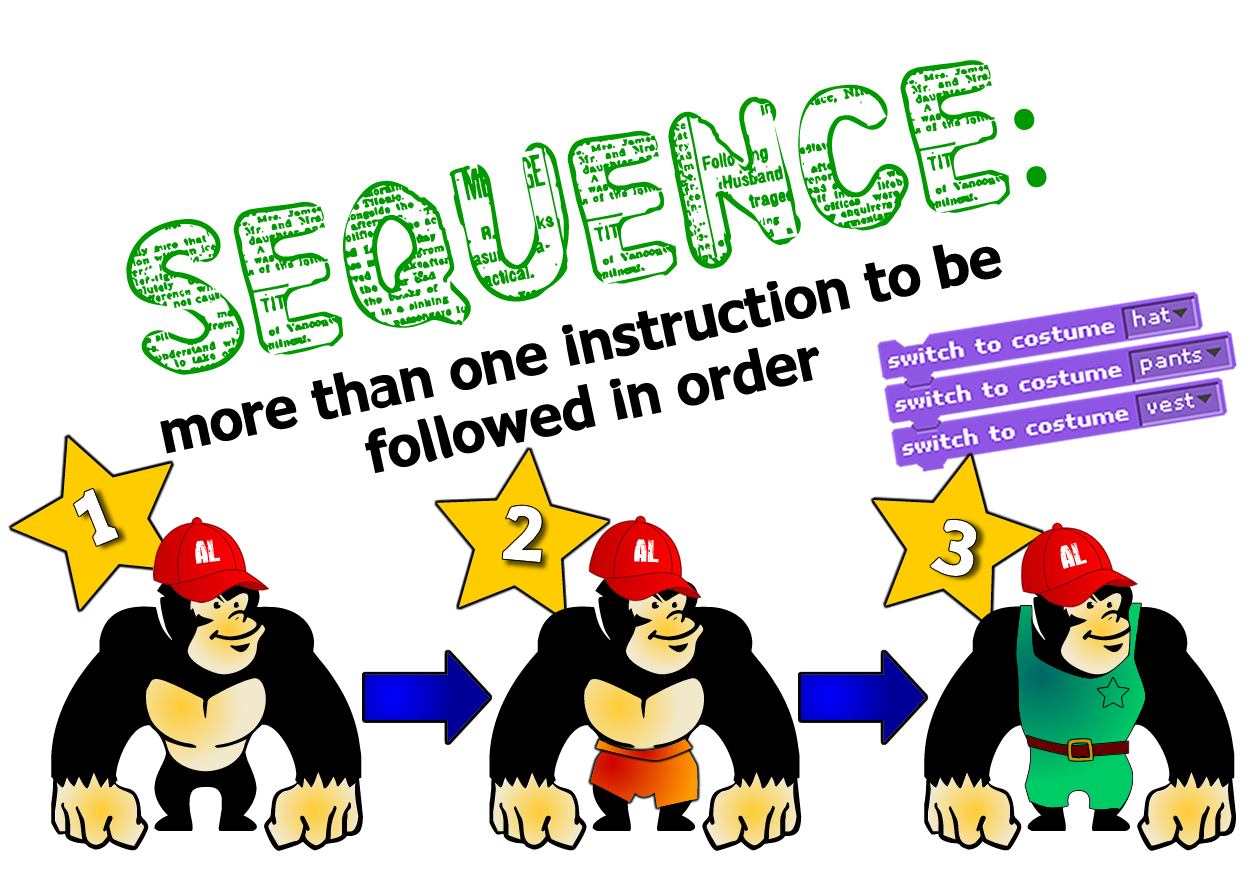 SEQUENCE:
more than one instruction to be
followed in order
switch to costume hat
switch to costume pants
switch to costume vest
1
2
3
AL
AL
AL